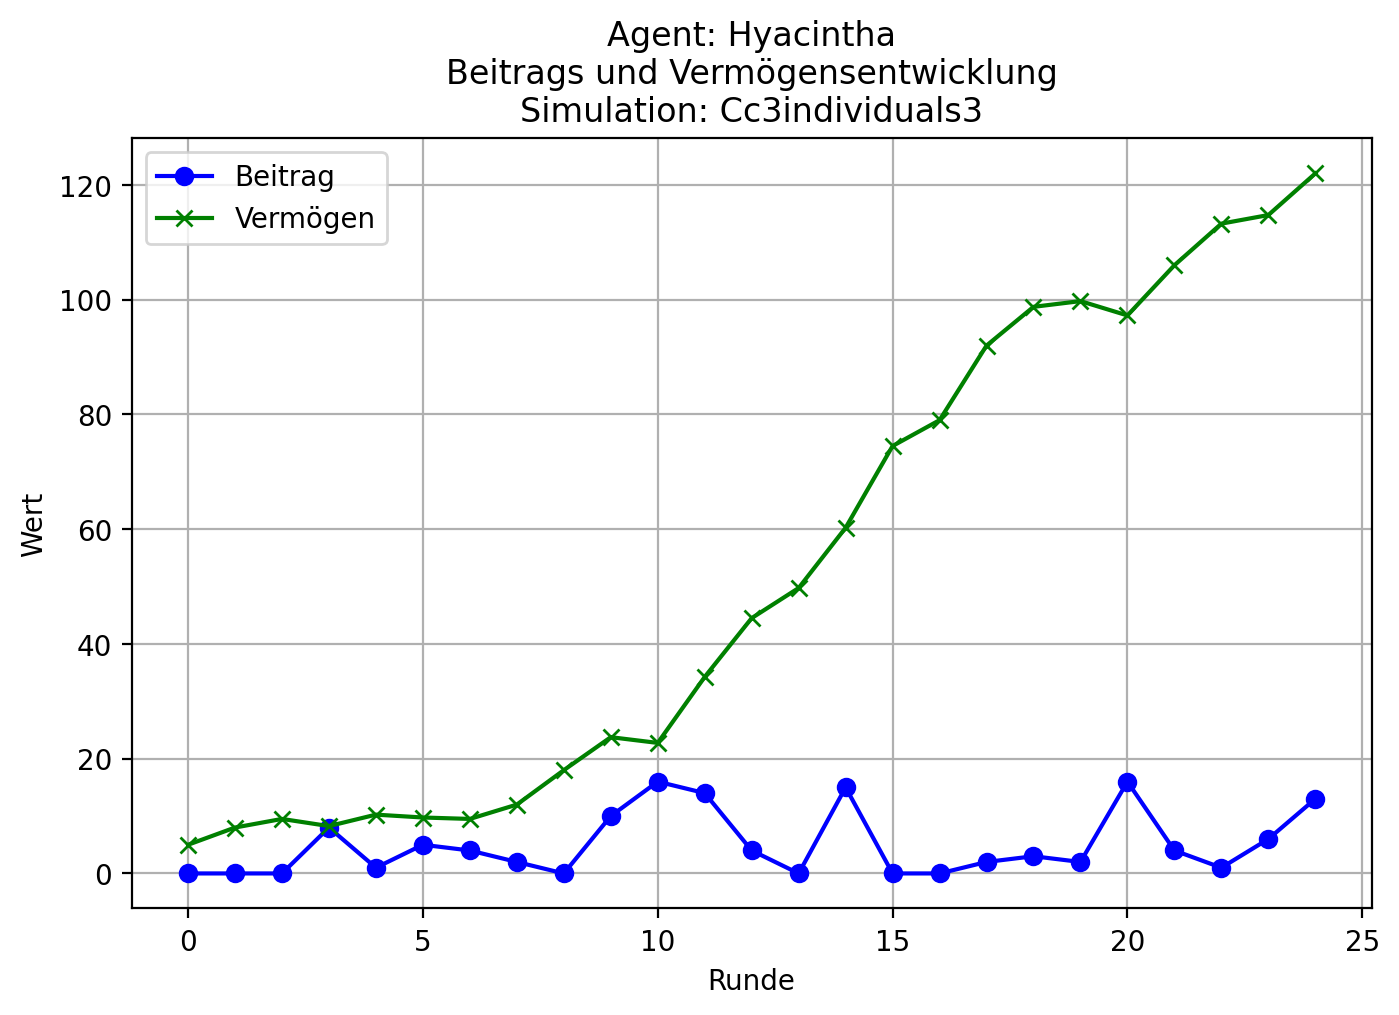 Agent: Hyacintha
Beitrags und Vermögensentwicklung
Simulation: Cc3individuals3
Beitrag
Vermögen
120
100
80
60
40
20
0
Wert
0 5 10 15 20 25
Runde